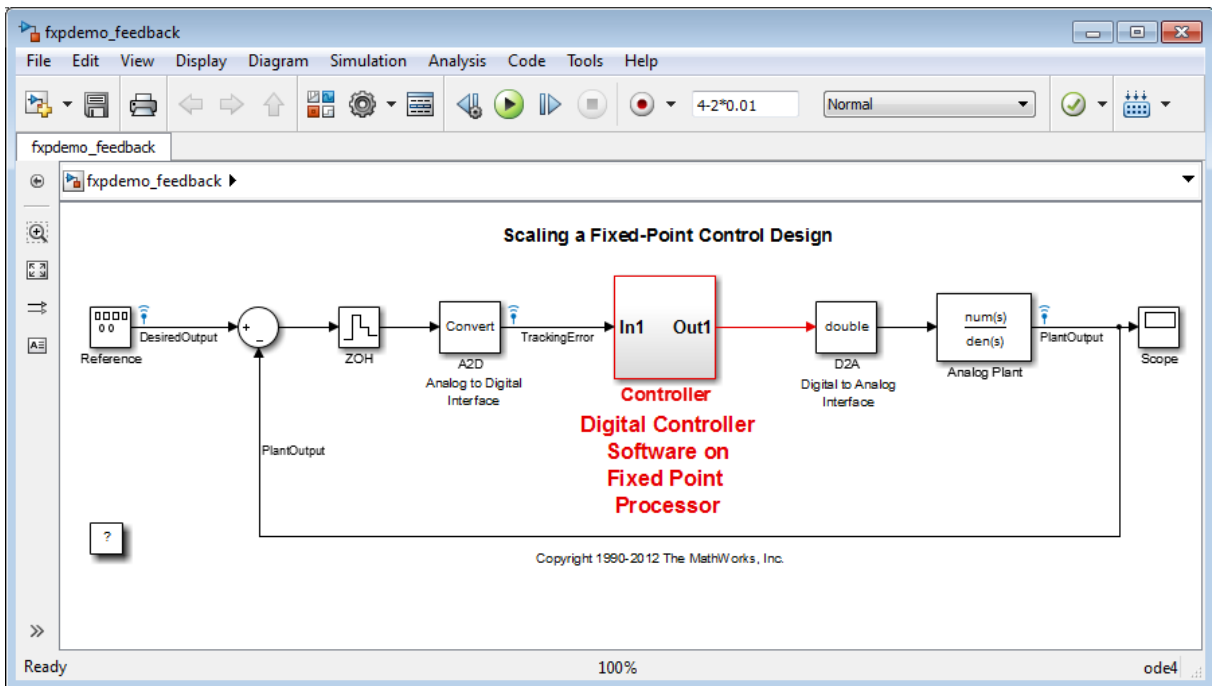 fxpdemo_feedback
File Edit View Display Diagram Simulation Analysis Code Tools Help
4-2*0.01
Normal
fxpdemo_feedback
fxpdemo_feedback
Scaling a Fixed-Point Control Design
Reference
DesiredOutput
+
-
ZOH
Convert
A2D
Analog to Digital
Interface
TrackingError
In1 Out1
Controller
Digital Controller
Software on
Fixed Point
Processor
double
D2A
Digital to Analog
Interface
num(s)
den(s)
Analog Plant
PlantOutput
Scope
PlantOutput
?
Copyright 1990-2012 The MathWorks, Inc.
Ready
100%
ode4